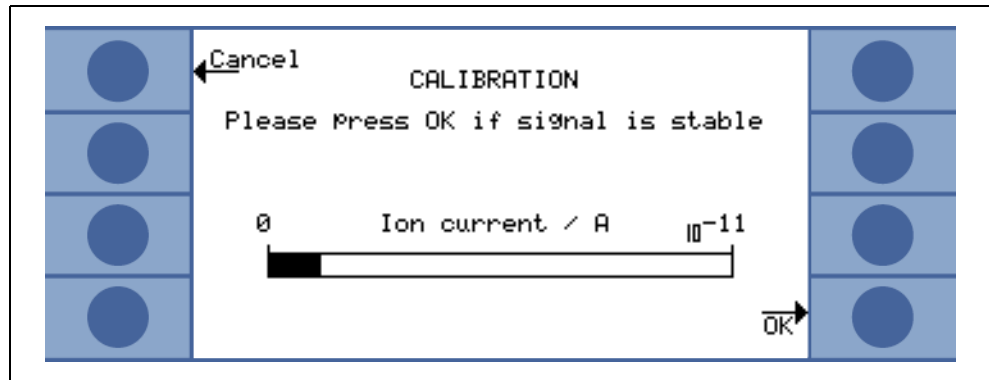 Cancel
CALIBRATION
Please press OK if signal is stable
0 Ion current / A 10-11
OK